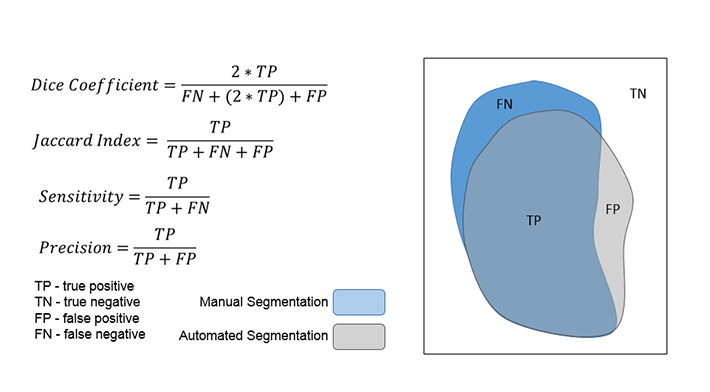 Dice Coefficient = 2 * TP / FN + (2 * TP) + FP
Jaccard Index = TP / TP + FN + FP
Sensitivity = TP / TP + FN
Precision = TP / TP + FP
TP - true positive
TN - true negative
FP - false positive
FN - false negative
Manual Segmentation
Automated Segmentation
FN
TN
TP
FP